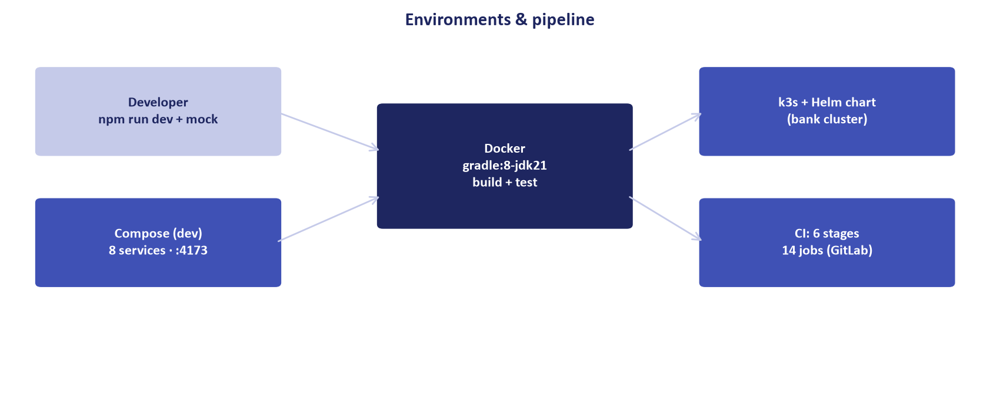 Environments & pipeline
Developer
npm run dev + mock
Compose (dev)
8 services · :4173
Docker
gradle:8-jdk21
build + test
k3s + Helm chart
(bank cluster)
CI: 6 stages
14 jobs (GitLab)